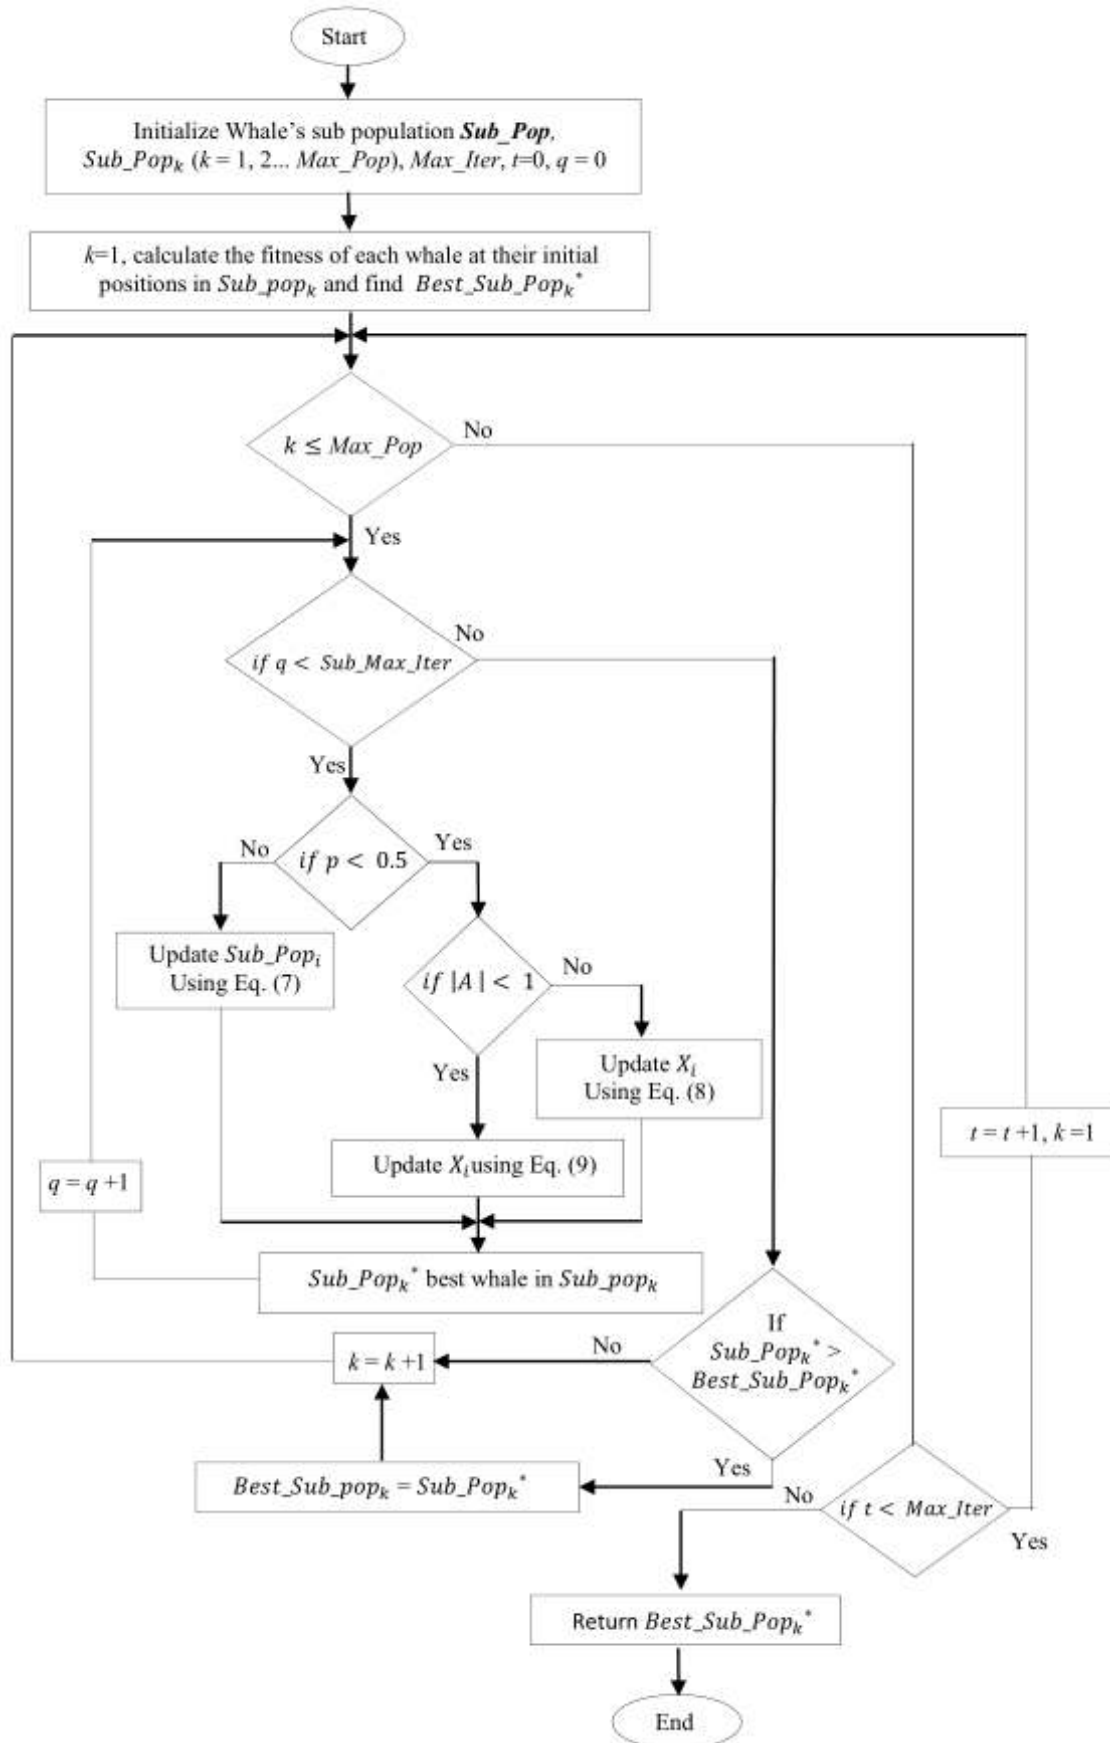 Start
Initialize Whale's sub population Sub_Pop,
Sub_Popₖ (k = 1, 2... Max_Pop), Max_Iter, t=0, q = 0
k=1, calculate the fitness of each whale at their initial
positions in Sub_popₖ and find Best_Sub_Popₖ*
k ≤ Max_Pop
No
Yes
if q < Sub_Max_Iter
No
Yes
if p < 0.5
No
Yes
Update Sub_Popᵢ
Using Eq. (7)
if |A| < 1
No
Yes
Update Xᵢ
Using Eq. (8)
Update Xᵢusing Eq. (9)
t = t +1, k =1
q = q +1
Sub_Popₖ* best whale in Sub_popₖ
If
Sub_Popₖ* >
Best_Sub_Popₖ*
No
k = k +1
Yes
Best_Sub_popₖ = Sub_Popₖ*
if t < Max_Iter
No
Yes
Return Best_Sub_Popₖ*
End